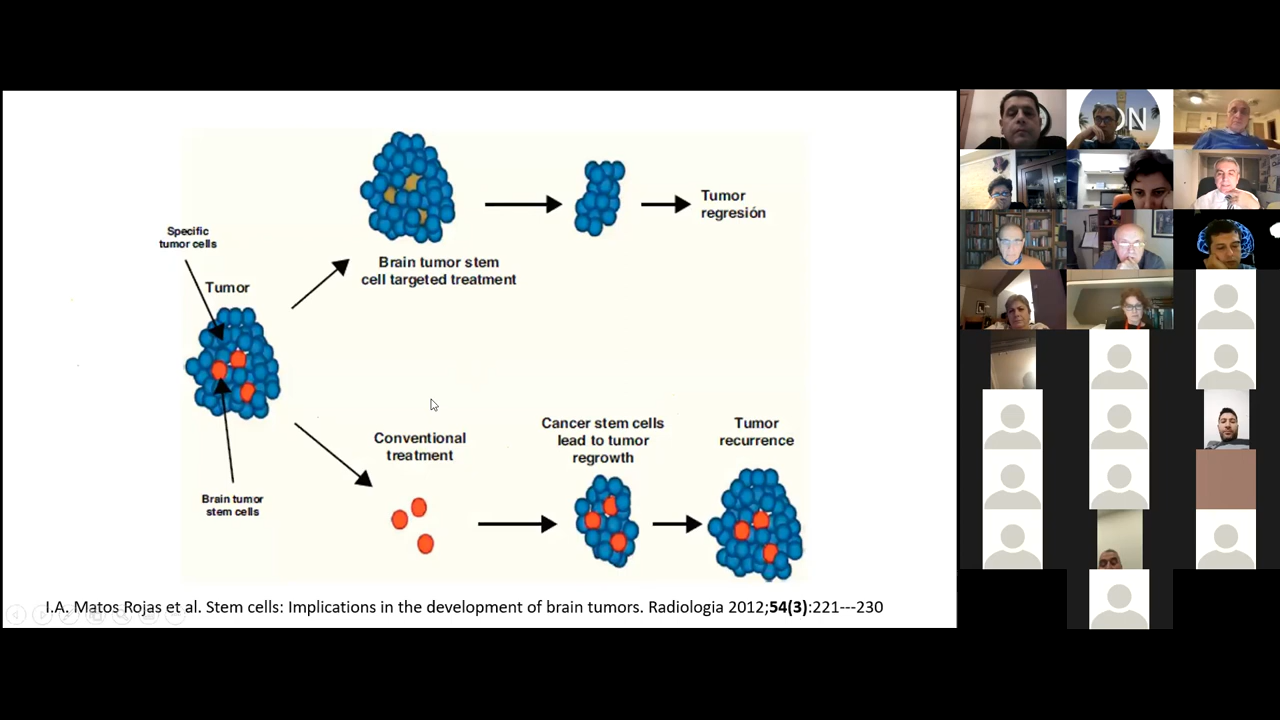 Specific
tumor cells
Tumor
Brain tumor
stem cells
Brain tumor stem
cell targeted treatment
Tumor
regresión
Conventional
treatment
Cancer stem cells
lead to tumor
regrowth
Tumor
recurrence
I.A. Matos Rojas et al. Stem cells: Implications in the development of brain tumors. Radiologia 2012;54(3):221---230
ON